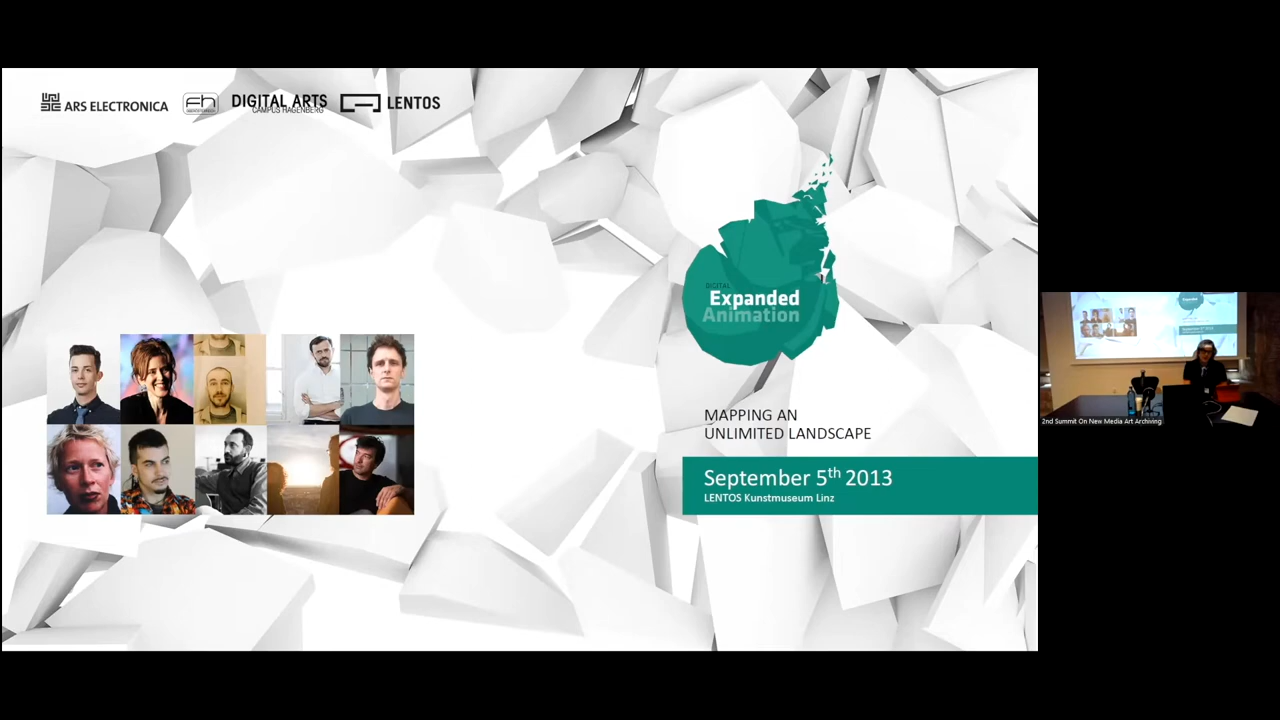 ARS ELECTRONICA
DIGITAL ARTS
CAMPUS HAGENBERG
LENTOS
DIGITAL
Expanded
Animation
MAPPING AN
UNLIMITED LANDSCAPE
September 5th 2013
LENTOS Kunstmuseum Linz
2nd Summit On New Media Art Archiving